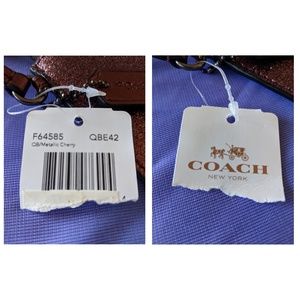 F64585 QBE42
QB/Metallic Cherry
COACH
NEW YORK